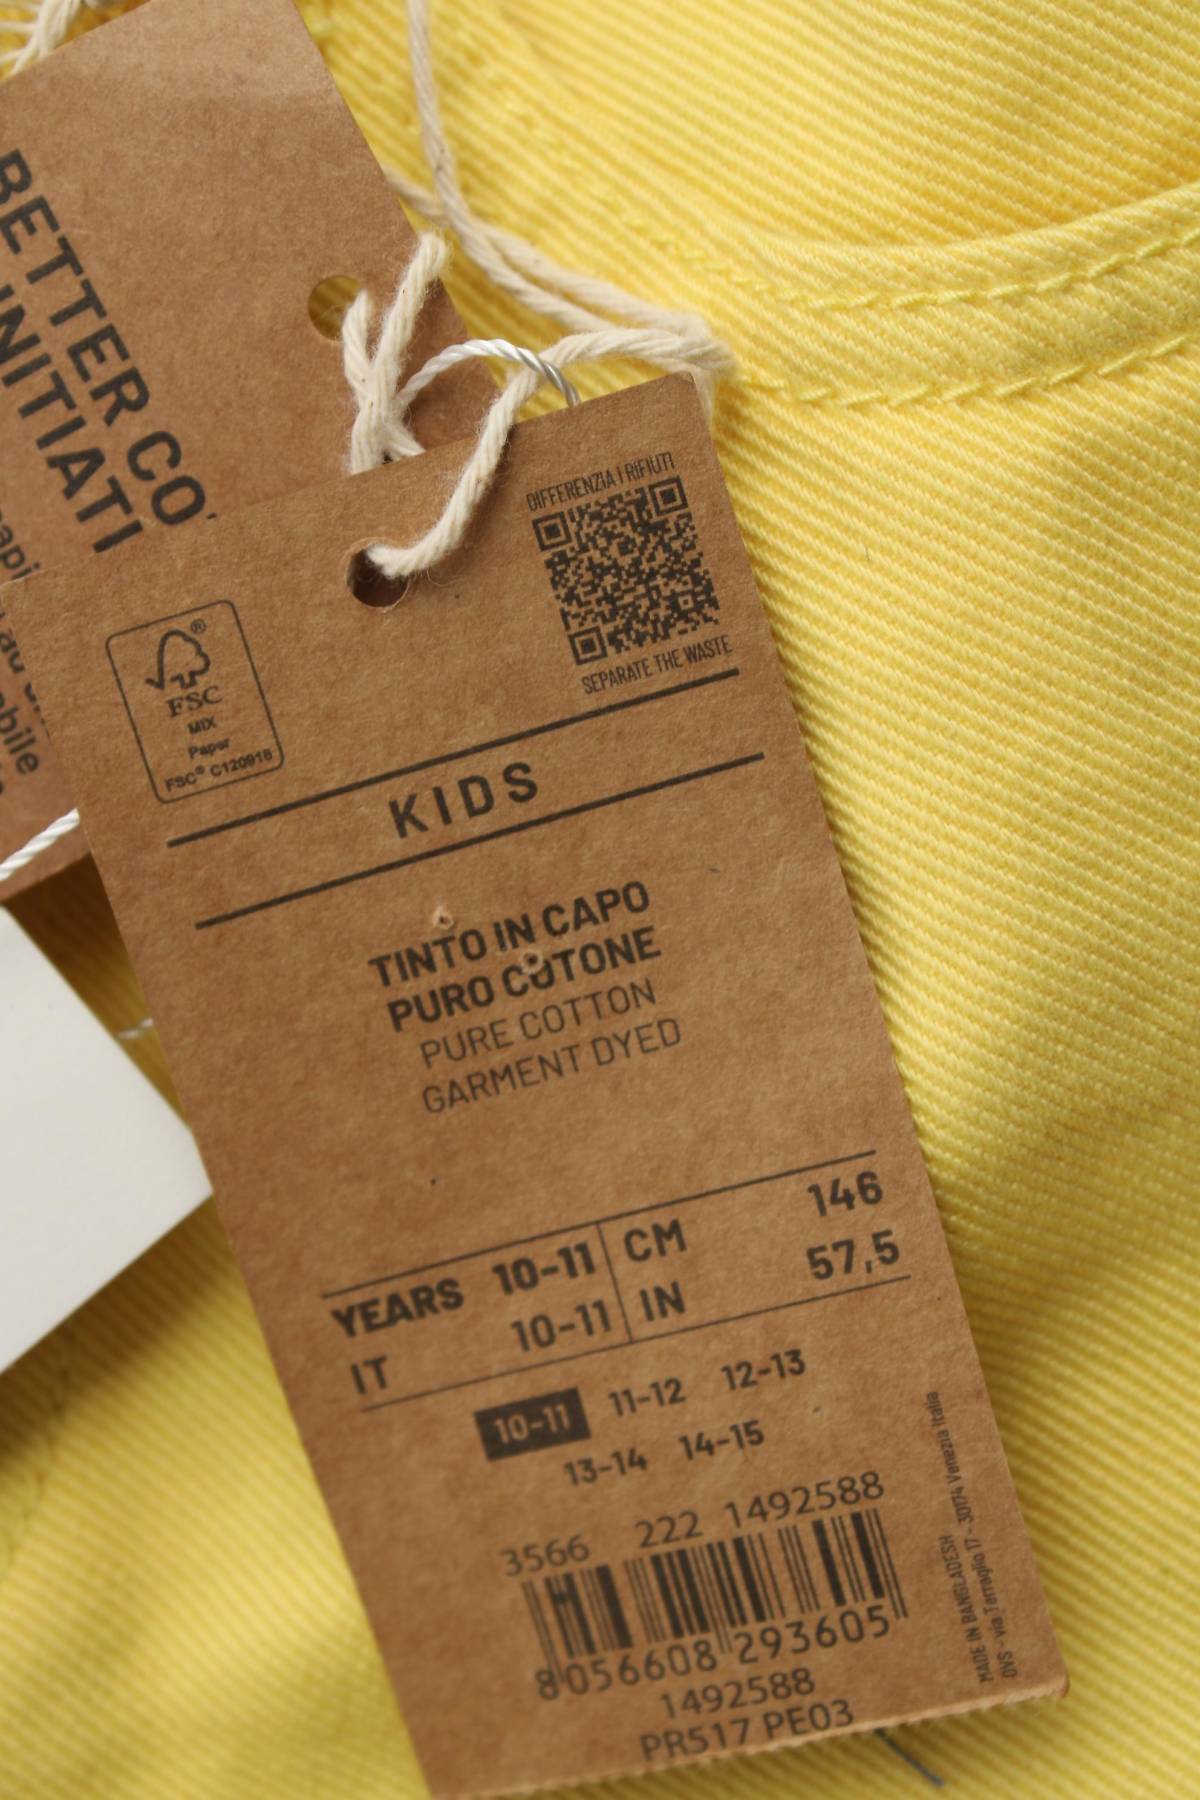 BETTER CO
INITIATI
DIFFERENZIA I RIFIUTI
SEPARATE THE WASTE
®
FSC
MIX
Paper
FSC® C120918
KIDS
TINTO IN CAPO
PURO COTONE
PURE COTTON
GARMENT DYED
YEARS 10-11 CM 146
IT 10-11 IN 57,5
10-11 11-12 12-13
13-14 14-15
3566 222 1492588
8 056608 293605
1492588
PR517 PE03
MADE IN BANGLADESH
OVS - via Terraglio 17 - 30174 Venezia Italia